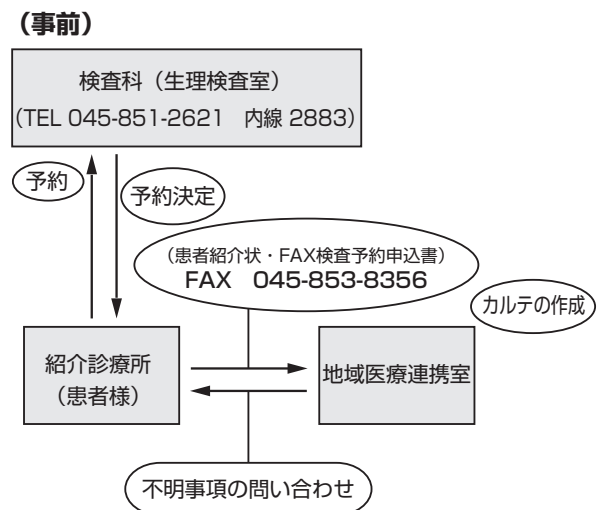 （事前）
検査科（生理検査室）
（TEL 045-851-2621　内線 2883）
予約
予約決定
（患者紹介状・FAX検査予約申込書）
FAX　045-853-8356
カルテの作成
紹介診療所
（患者様）
地域医療連携室
不明事項の問い合わせ